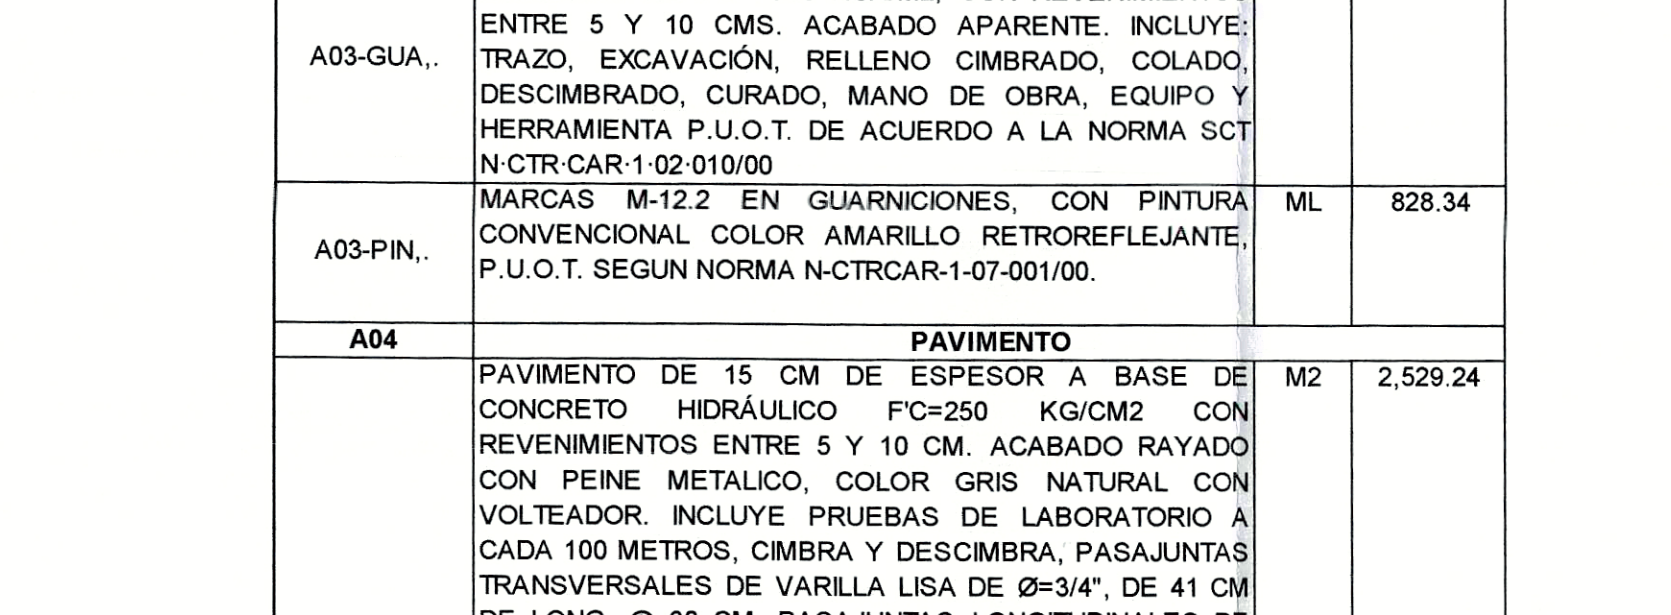 ENTRE 5 Y 10 CMS. ACABADO APARENTE. INCLUYE:
A03-GUA,. TRAZO, EXCAVACIÓN, RELLENO CIMBRADO, COLADO,
DESCIMBRADO, CURADO, MANO DE OBRA, EQUIPO Y
HERRAMIENTA P.U.O.T. DE ACUERDO A LA NORMA SCT
N·CTR·CAR·1·02·010/00
MARCAS M-12.2 EN GUARNICIONES, CON PINTURA ML 828.34
A03-PIN,. CONVENCIONAL COLOR AMARILLO RETROREFLEJANTE,
P.U.O.T. SEGUN NORMA N-CTRCAR-1-07-001/00.
A04 PAVIMENTO
PAVIMENTO DE 15 CM DE ESPESOR A BASE DE M2 2,529.24
CONCRETO HIDRÁULICO F'C=250 KG/CM2 CON
REVENIMIENTOS ENTRE 5 Y 10 CM. ACABADO RAYADO
CON PEINE METALICO, COLOR GRIS NATURAL CON
VOLTEADOR. INCLUYE PRUEBAS DE LABORATORIO A
CADA 100 METROS, CIMBRA Y DESCIMBRA, PASAJUNTAS
TRANSVERSALES DE VARILLA LISA DE Ø=3/4", DE 41 CM